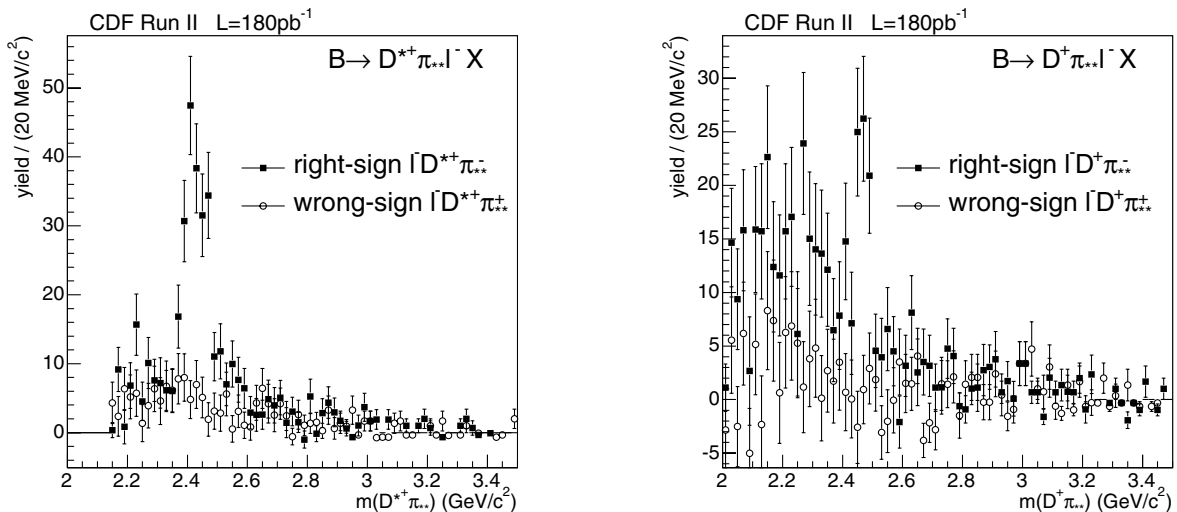 CDF Run II L=180pb⁻¹
B→ D*⁺π**l⁻ X
right-sign l⁻D*⁺π**⁻
wrong-sign l⁻D*⁺π**⁺
yield / (20 MeV/c²)
50
40
30
20
10
0
2 2.2 2.4 2.6 2.8 3 3.2 3.4
m(D*⁺π**) (GeV/c²)
CDF Run II L=180pb⁻¹
B→ D⁺π**l⁻ X
right-sign l⁻D⁺π**⁻
wrong-sign l⁻D⁺π**⁺
yield / (20 MeV/c²)
30
25
20
15
10
5
0
-5
2 2.2 2.4 2.6 2.8 3 3.2 3.4
m(D⁺π**) (GeV/c²)